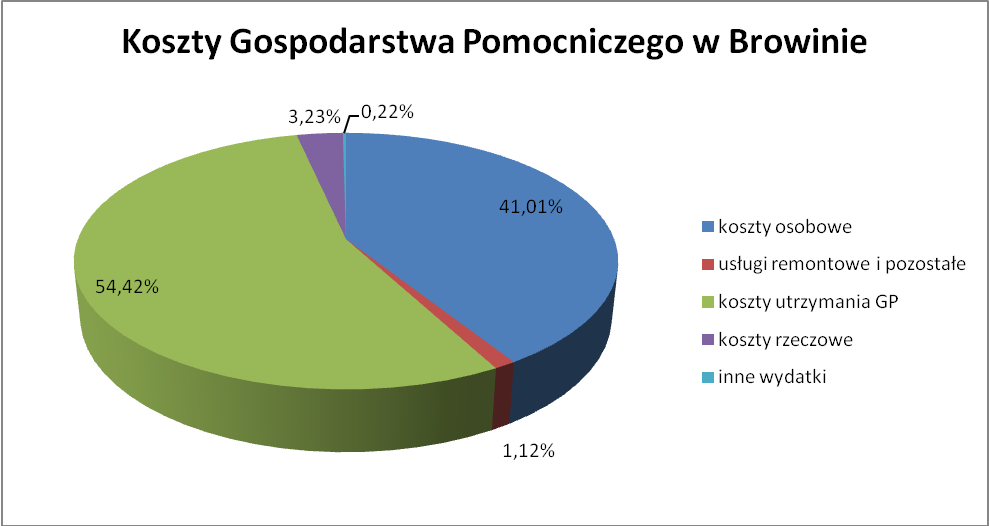 Koszty Gospodarstwa Pomocniczego w Browinie
3,23%
0,22%
41,01%
54,42%
1,12%
koszty osobowe
usługi remontowe i pozostałe
koszty utrzymania GP
koszty rzeczowe
inne wydatki